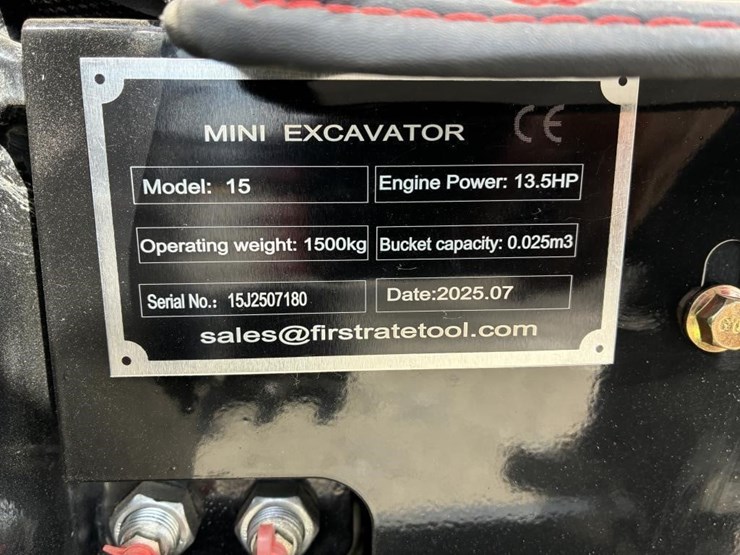 MINI EXCAVATOR CE
Model: 15 Engine Power: 13.5HP
Operating weight: 1500kg Bucket capacity: 0.025m3
Serial No.: 15J2507180 Date:2025.07
sales@firstratetool.com